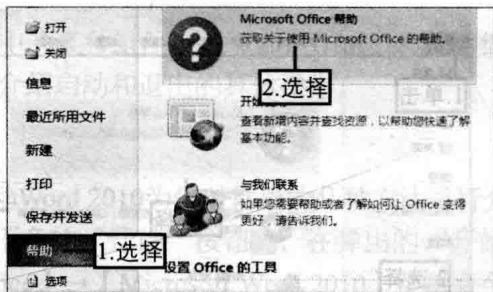 打开
关闭
信息
最近所用文件
新建
打印
保存并发送
帮助
1.选择
选项
Microsoft Office 帮助
获取关于使用 Microsoft Office 的帮助。
2.选择
开始
查看新增内容并查找资源，以帮助您快速了解
基本功能。
与我们联系
如果您需要帮助或者了解如何让 Office 变得
更好，请告诉我们。
设置 Office 的工具